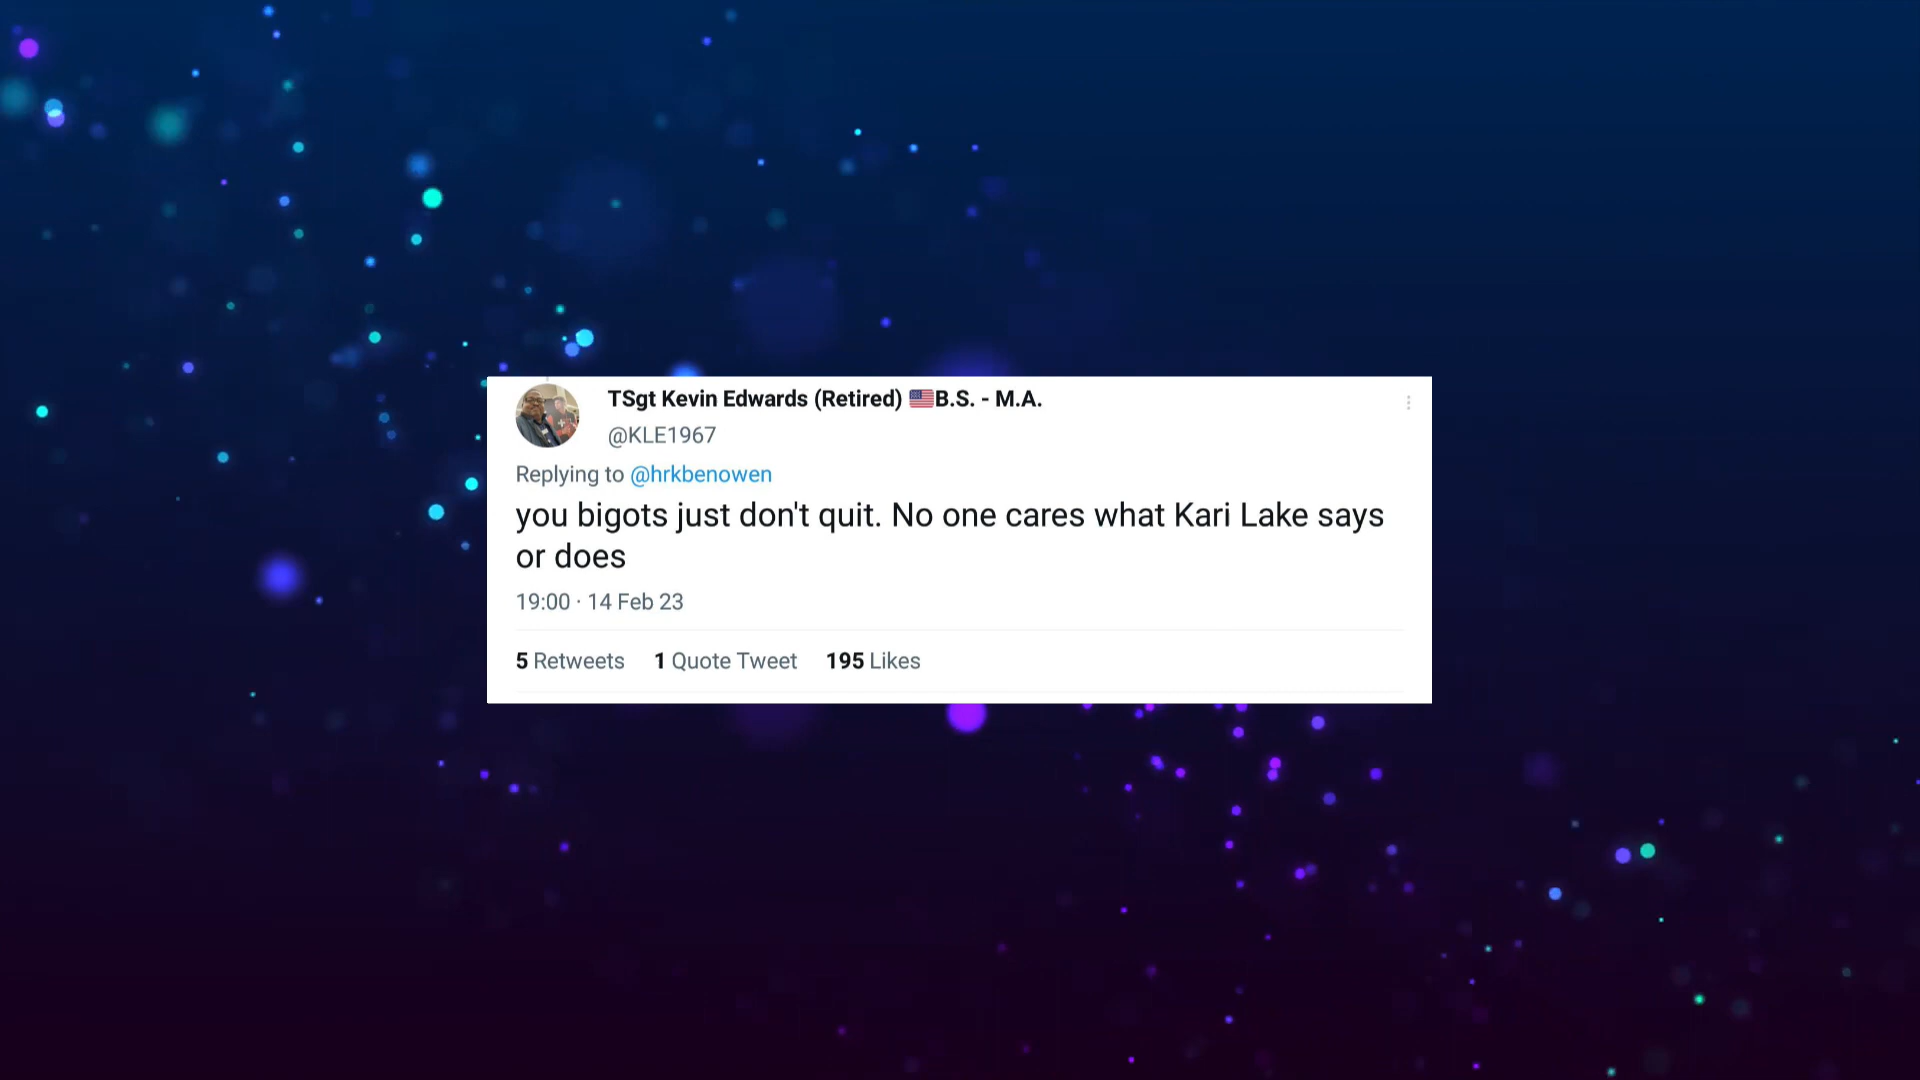 TSgt Kevin Edwards (Retired) 🇺🇸B.S. - M.A.
@KLE1967
Replying to @hrkbenowen
you bigots just don't quit. No one cares what Kari Lake says
or does
19:00 · 14 Feb 23
5 Retweets 1 Quote Tweet 195 Likes